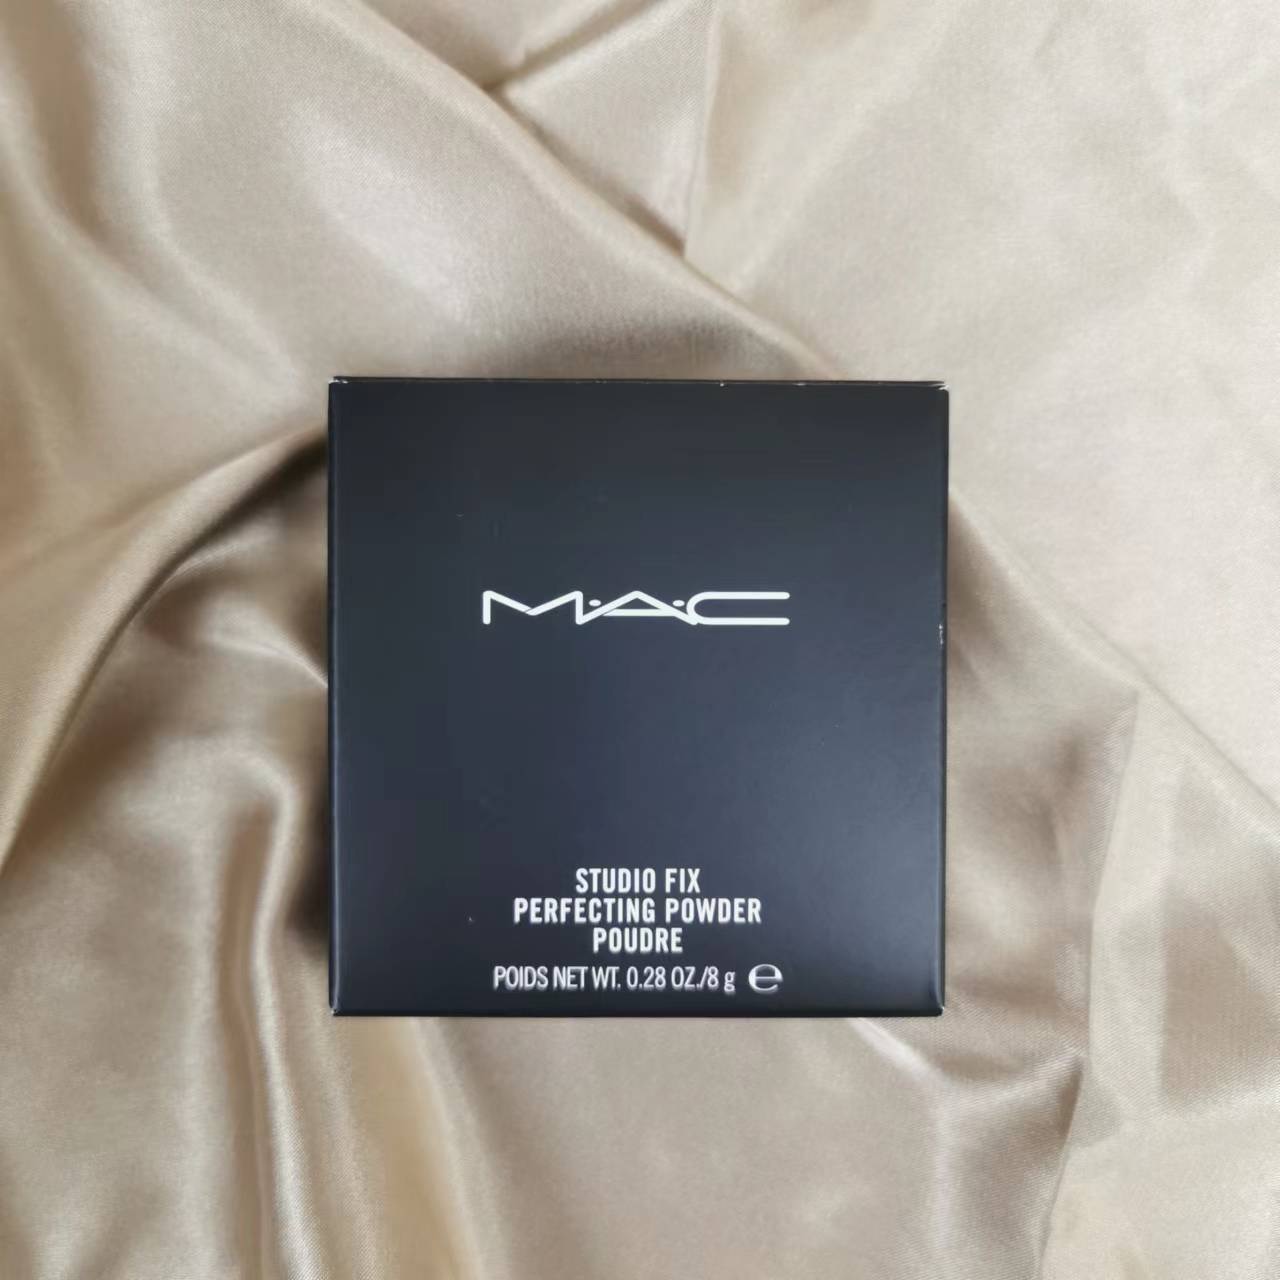 M·A·C
STUDIO FIX
PERFECTING POWDER
POUDRE
POIDS NET WT. 0.28 OZ./8 g ℮